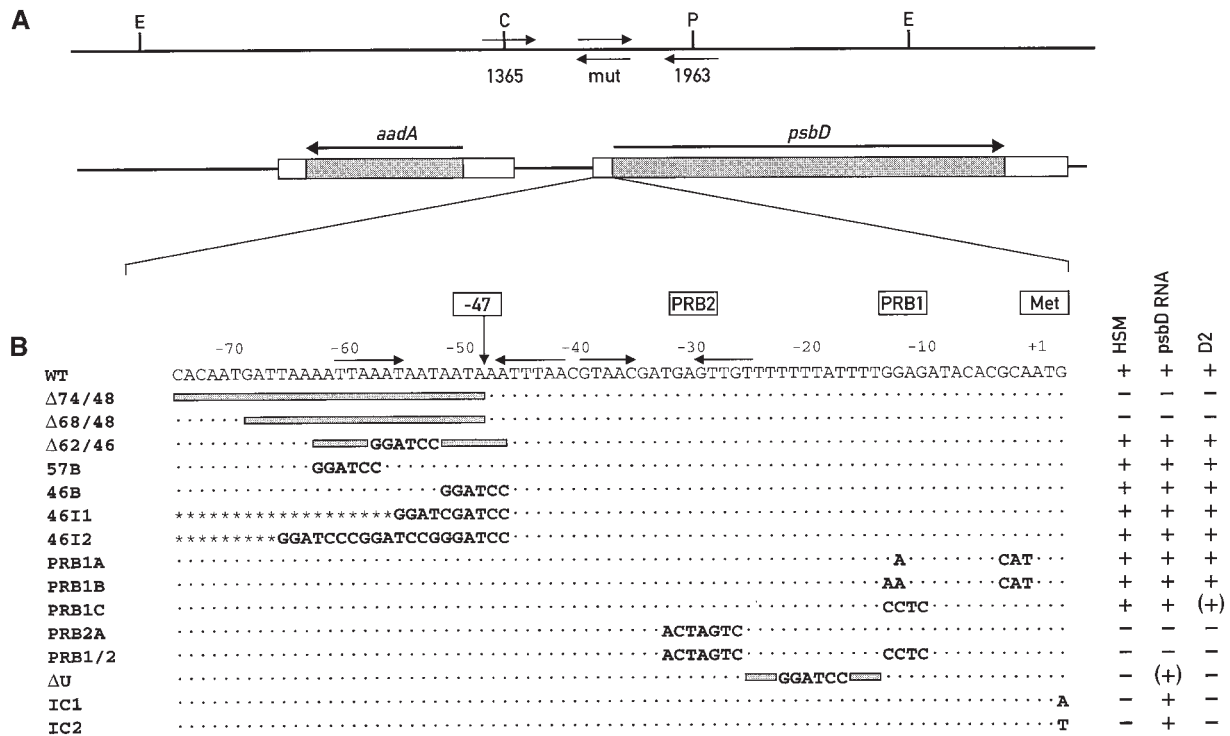 A
E C P E
1365 mut 1963
aadA psbD
-47 PRB2 PRB1 Met
HSM
psbD RNA
D2
B
-70 -60 -50 -40 -30 -20 -10 +1
WT CACAATGATTAAAATTAAATAATAATAAATTTAACGTAACGATGAGTTGTTTTTTTATTTTGGAGATACACGCAATG + + +
Δ74/48 − − −
Δ68/48 − − −
Δ62/46 GGATCC + + +
57B GGATCC + + +
46B GGATCC + + +
46I1 *******************GGATCGATCC + + +
46I2 *********GGATCCCGGATCCGGGATCC + + +
PRB1A A CAT + + +
PRB1B AA CAT + + +
PRB1C CCTC + + (+)
PRB2A ACTAGTC − − −
PRB1/2 ACTAGTC CCTC − − −
ΔU GGATCC − (+) −
IC1 A − + −
IC2 T − + −